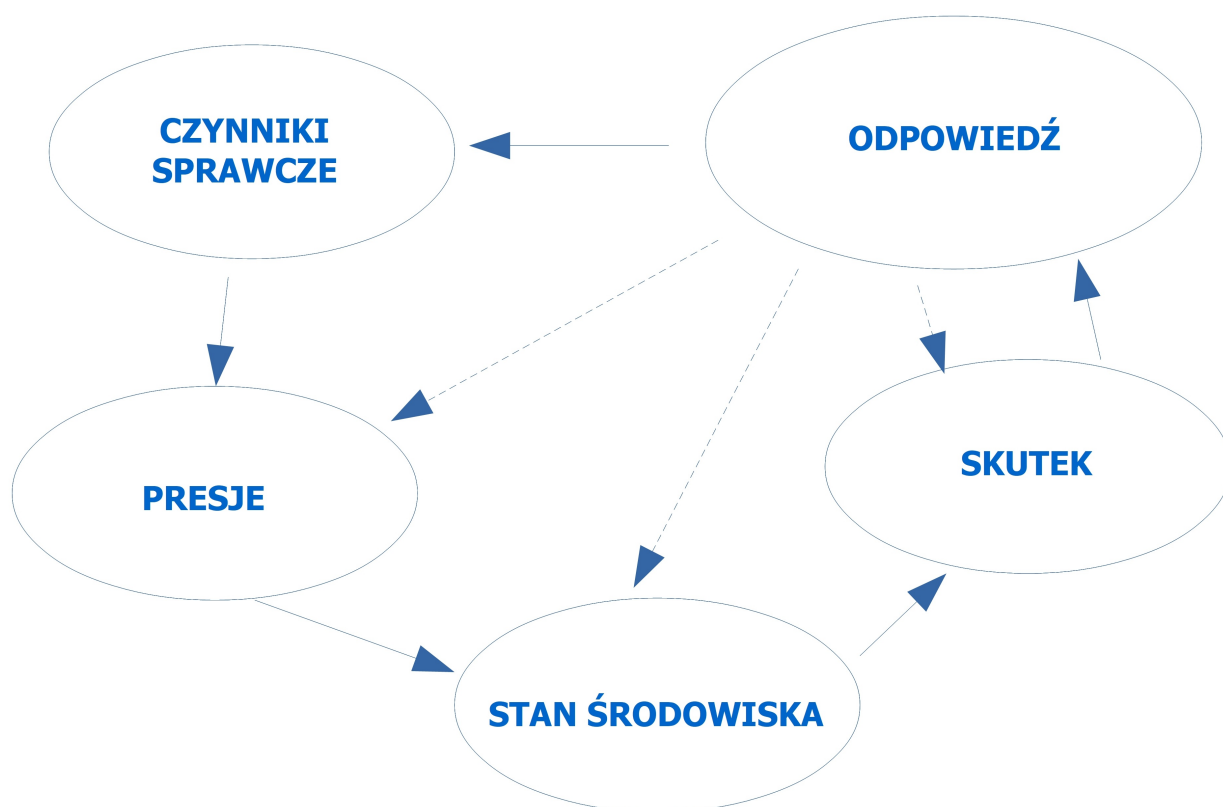 CZYNNIKI
SPRAWCZE
ODPOWIEDŹ
PRESJE
SKUTEK
STAN ŚRODOWISKA